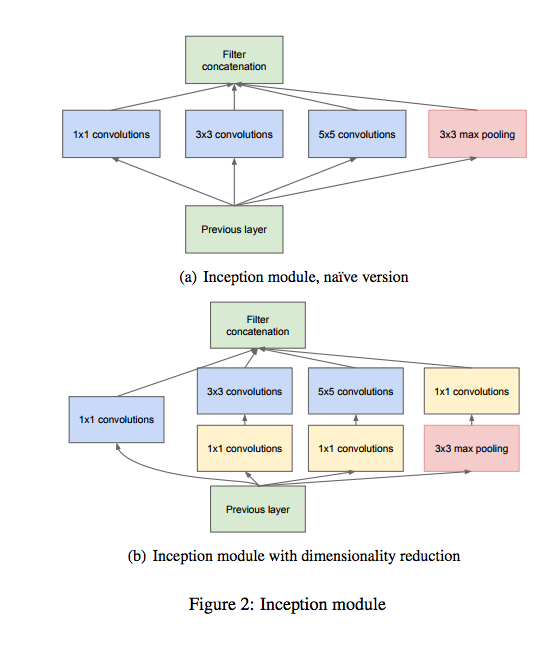 Filter
concatenation
1x1 convolutions
3x3 convolutions
5x5 convolutions
3x3 max pooling
Previous layer
(a) Inception module, naïve version
Filter
concatenation
3x3 convolutions
5x5 convolutions
1x1 convolutions
1x1 convolutions
1x1 convolutions
1x1 convolutions
3x3 max pooling
Previous layer
(b) Inception module with dimensionality reduction
Figure 2: Inception module